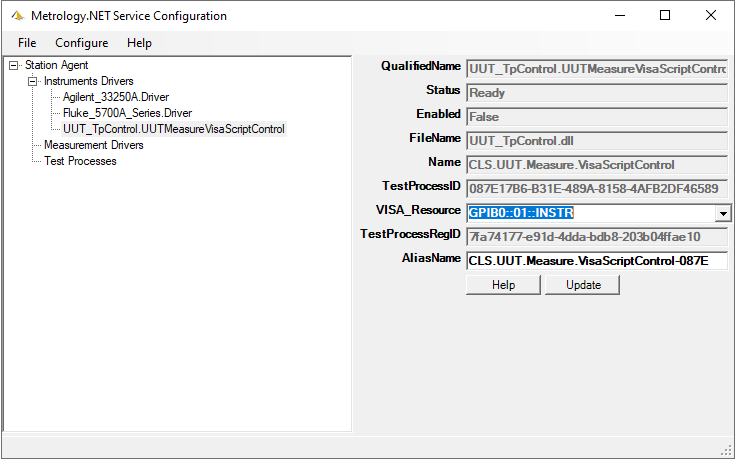 Metrology.NET Service Configuration
File Configure Help
Station Agent
Instruments Drivers
Agilent_33250A.Driver
Fluke_5700A_Series.Driver
UUT_TpControl.UUTMeasureVisaScriptControl
Measurement Drivers
Test Processes
QualifiedName UUT_TpControl.UUTMeasureVisaScriptContro
Status Ready
Enabled False
FileName UUT_TpControl.dll
Name CLS.UUT.Measure.VisaScriptControl
TestProcessID 087E17B6-B31E-489A-8158-4AFB2DF46589
VISA_Resource GPIB0::01::INSTR
TestProcessRegID 7fa74177-e91d-4dda-bdb8-203b04ffae10
AliasName CLS.UUT.Measure.VisaScriptControl-087E
Help Update